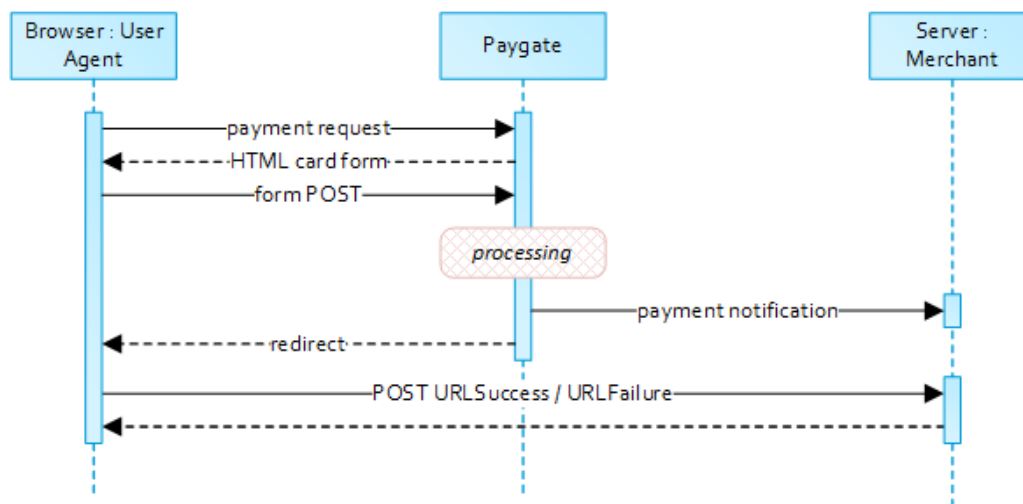 Browser : User
Agent
Paygate
Server :
Merchant
payment request
HTML card form
form POST
processing
payment notification
redirect
POST URLSuccess / URLFailure